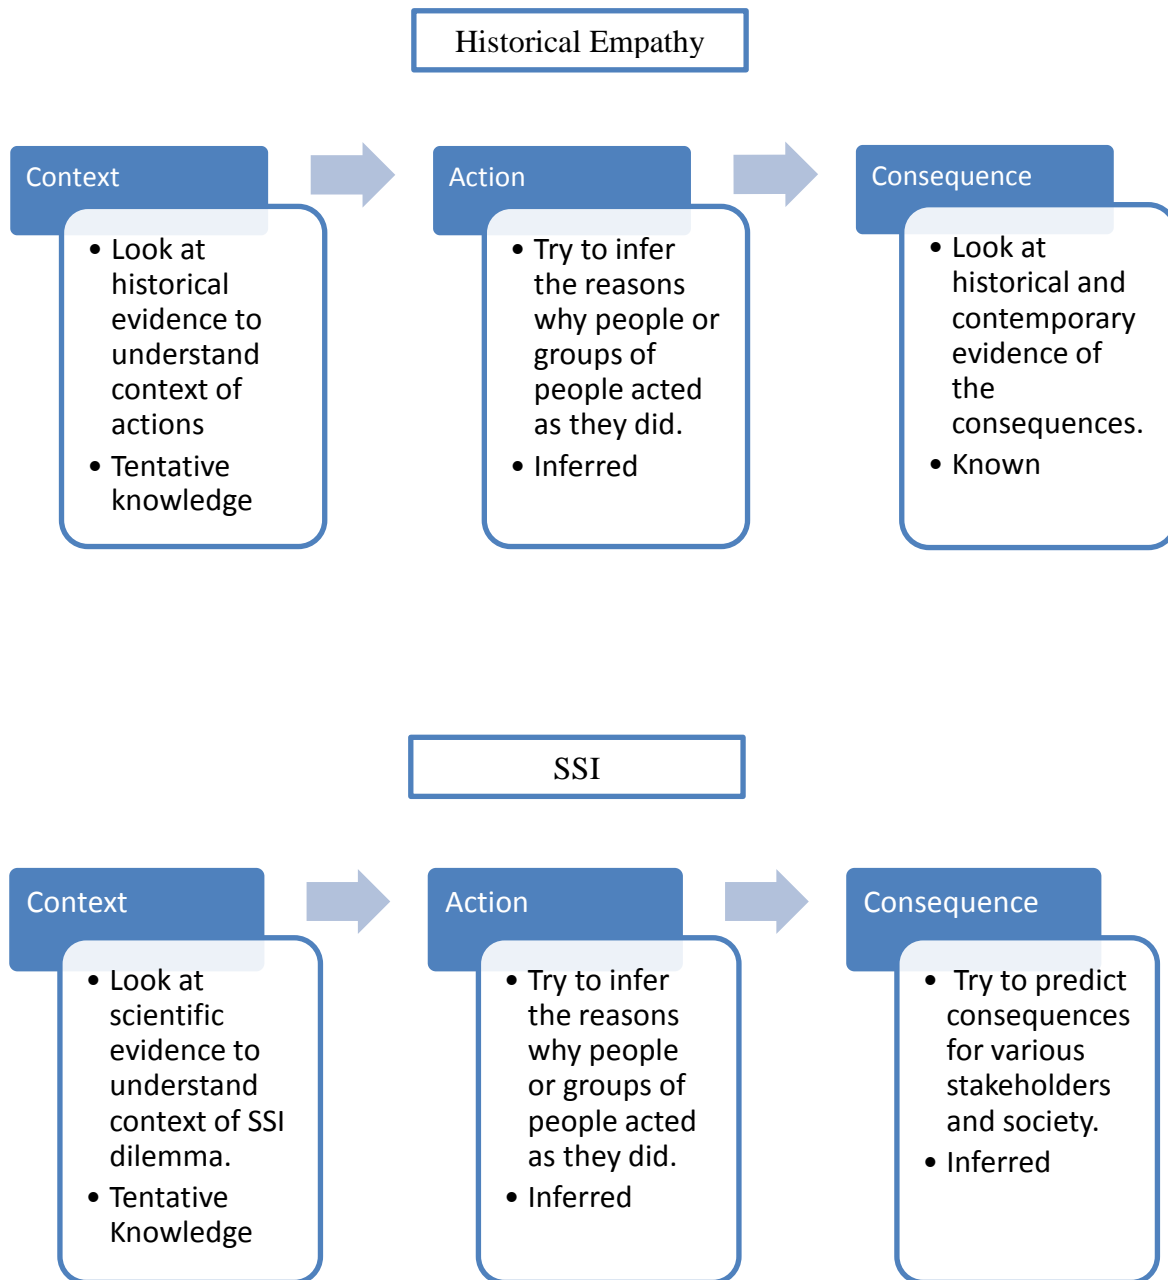 Historical Empathy
Context
• Look at
historical
evidence to
understand
context of
actions
• Tentative
knowledge
Action
• Try to infer
the reasons
why people or
groups of
people acted
as they did.
• Inferred
Consequence
• Look at
historical and
contemporary
evidence of
the
consequences.
• Known
SSI
Context
• Look at
scientific
evidence to
understand
context of SSI
dilemma.
• Tentative
Knowledge
Action
• Try to infer
the reasons
why people
or groups of
people acted
as they did.
• Inferred
Consequence
• Try to predict
consequences
for various
stakeholders
and society.
• Inferred